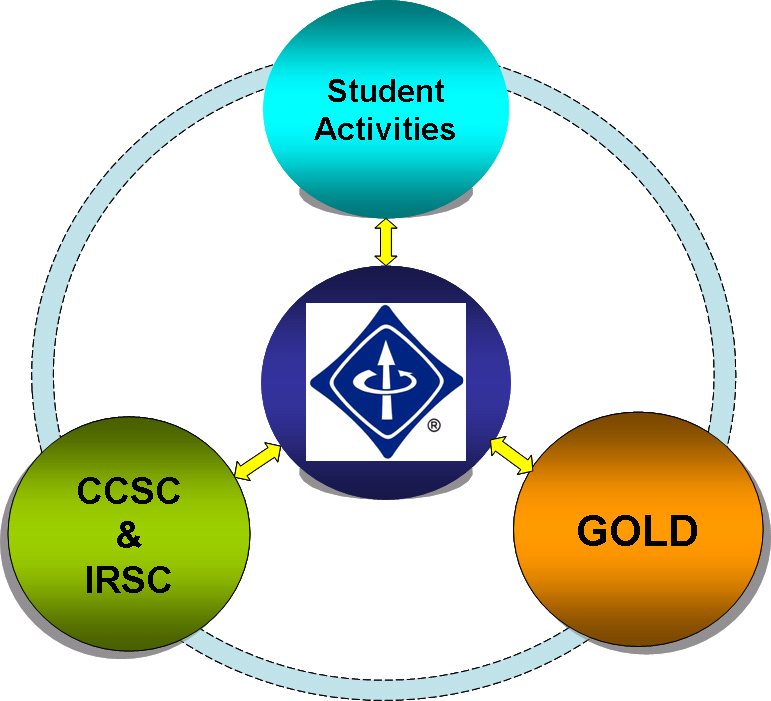 Student
Activities
®
CCSC
&
IRSC
GOLD